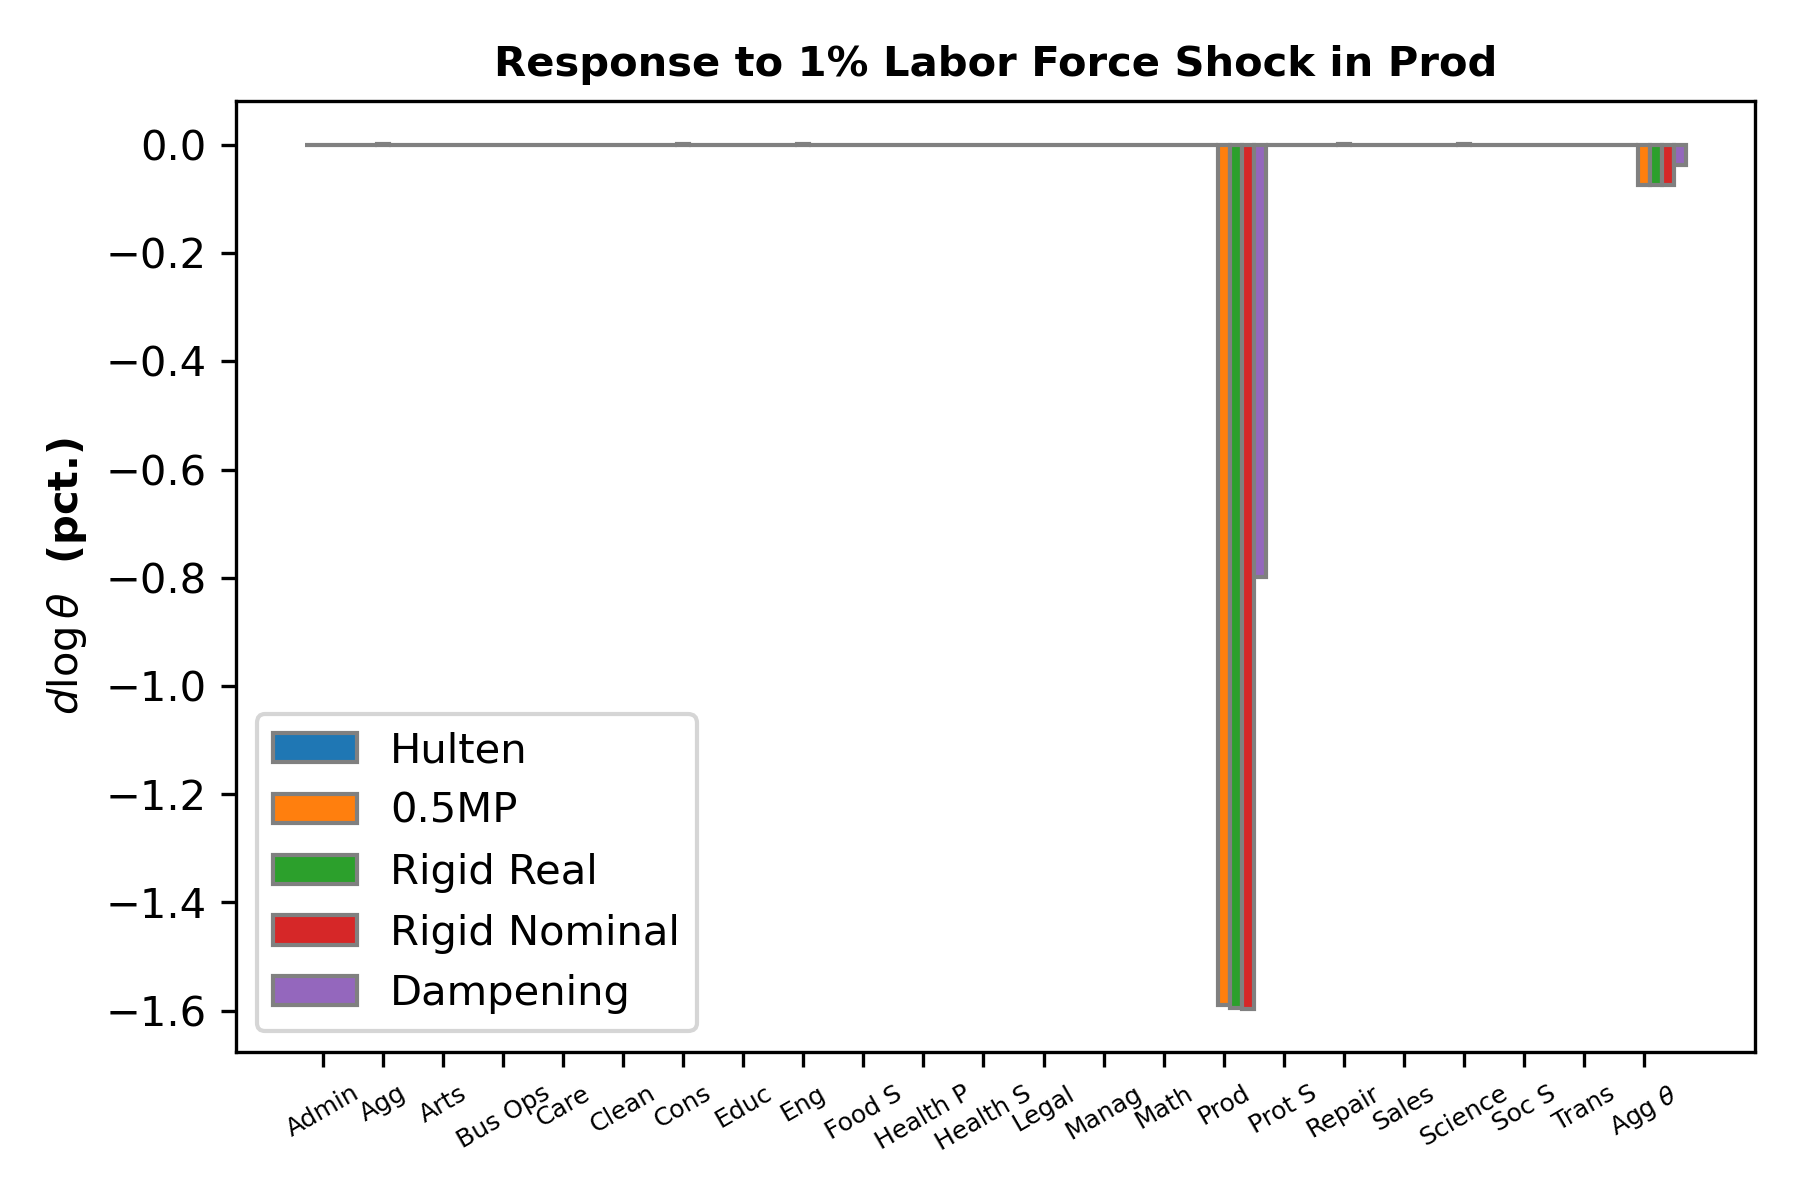 Response to 1% Labor Force Shock in Prod
d log θ (pct.)
0.0
−0.2
−0.4
−0.6
−0.8
−1.0
−1.2
−1.4
−1.6
Hulten
0.5MP
Rigid Real
Rigid Nominal
Dampening
Admin
Agg
Arts
Bus Ops
Care
Clean
Cons
Educ
Eng
Food S
Health P
Health S
Legal
Manag
Math
Prod
Prot S
Repair
Sales
Science
Soc S
Trans
Agg θ